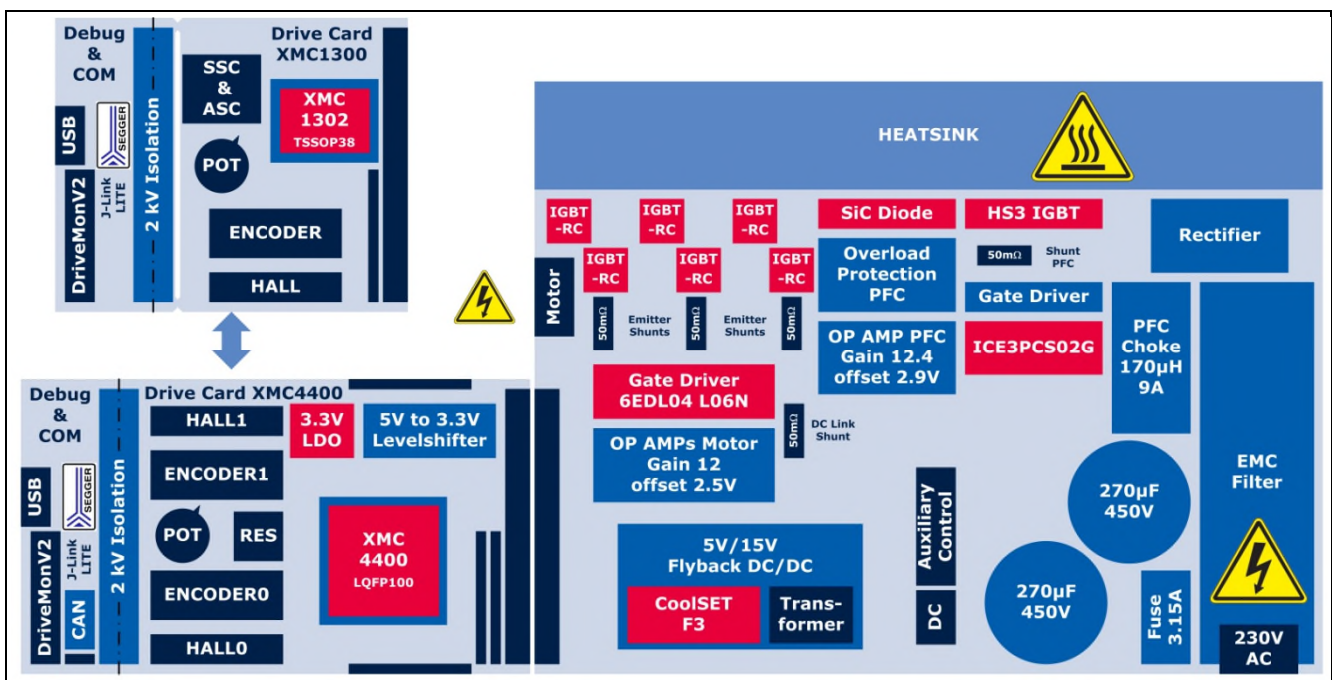 Debug
&
COM
USB
SEGGER
J-Link
LITE
DriveMonV2
2 kV Isolation
Drive Card
XMC1300
SSC
&
ASC
XMC
1302
TSSOP38
POT
ENCODER
HALL
Debug
&
COM
USB
SEGGER
J-Link
LITE
DriveMonV2
CAN
2 kV Isolation
Drive Card XMC4400
HALL1
3.3V
LDO
5V to 3.3V
Levelshifter
ENCODER1
POT
RES
XMC
4400
LQFP100
ENCODER0
HALL0
HEATSINK
IGBT
-RC
IGBT
-RC
IGBT
-RC
IGBT
-RC
IGBT
-RC
IGBT
-RC
Motor
50mΩ
Emitter
Shunts
50mΩ
Emitter
Shunts
50mΩ
SiC Diode
HS3 IGBT
Rectifier
Overload
Protection
PFC
50mΩ
Shunt
PFC
Gate Driver
OP AMP PFC
Gain 12.4
offset 2.9V
ICE3PCS02G
PFC
Choke
170µH
9A
Gate Driver
6EDL04 L06N
50mΩ
DC Link
Shunt
OP AMPs Motor
Gain 12
offset 2.5V
EMC
Filter
270µF
450V
Auxiliary
Control
5V/15V
Flyback DC/DC
CoolSET
F3
Trans-
former
DC
270µF
450V
Fuse
3.15A
230V
AC